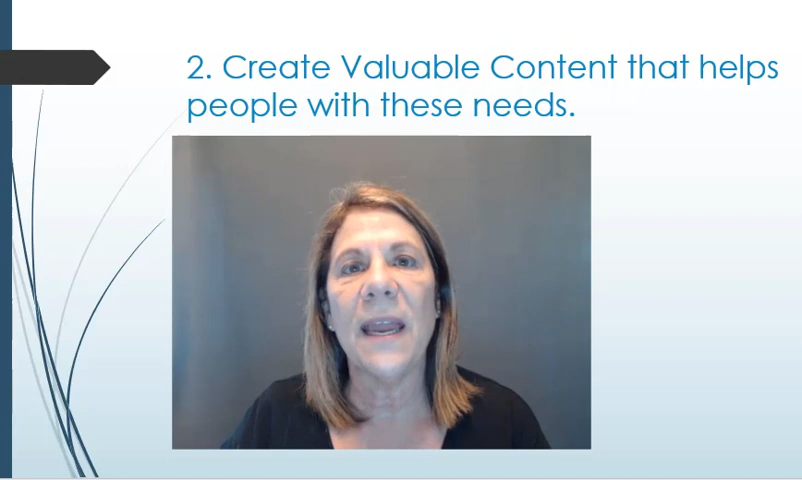 2. Create Valuable Content that helps
people with these needs.